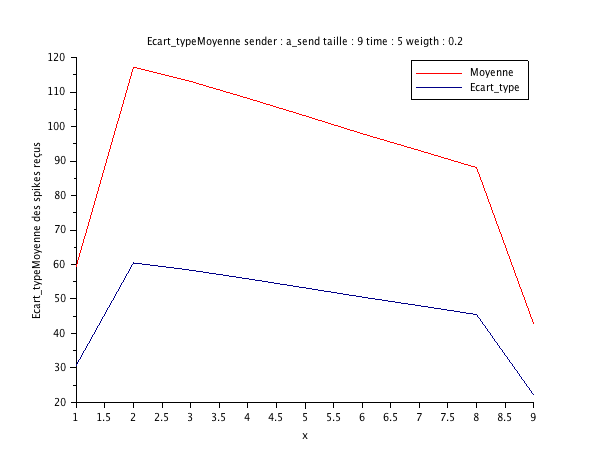 Ecart_typeMoyenne sender : a_send taille : 9 time : 5 weigth : 0.2
120
110
100
90
80
70
60
50
40
30
20
Ecart_typeMoyenne des spikes reçus
Moyenne
Ecart_type
1 1.5 2 2.5 3 3.5 4 4.5 5 5.5 6 6.5 7 7.5 8 8.5 9
x